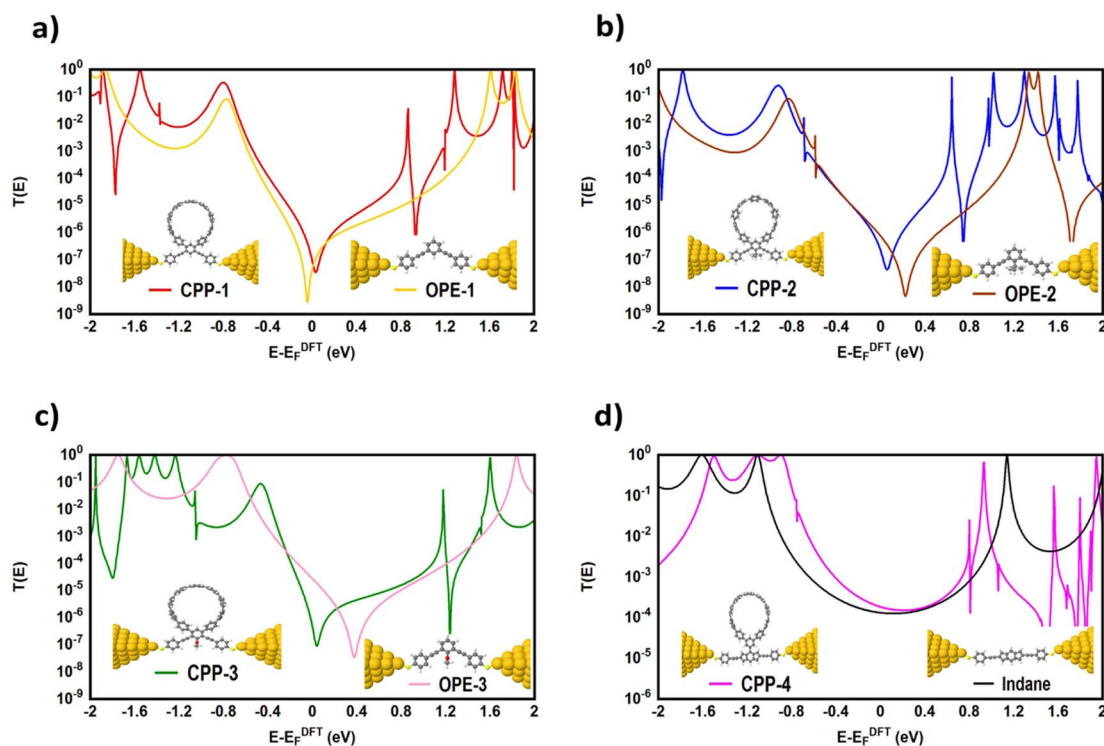 a)
T(E)
10⁰
10⁻¹
10⁻²
10⁻³
10⁻⁴
10⁻⁵
10⁻⁶
10⁻⁷
10⁻⁸
10⁻⁹
CPP-1 OPE-1
-2 -1.6 -1.2 -0.8 -0.4 0 0.4 0.8 1.2 1.6 2
E-E_F^DFT (eV)
b)
T(E)
10⁰
10⁻¹
10⁻²
10⁻³
10⁻⁴
10⁻⁵
10⁻⁶
10⁻⁷
10⁻⁸
10⁻⁹
CPP-2 OPE-2
-2 -1.6 -1.2 -0.8 -0.4 0 0.4 0.8 1.2 1.6 2
E-E_F^DFT (eV)
c)
T(E)
10⁰
10⁻¹
10⁻²
10⁻³
10⁻⁴
10⁻⁵
10⁻⁶
10⁻⁷
10⁻⁸
10⁻⁹
CPP-3 OPE-3
-2 -1.6 -1.2 -0.8 -0.4 0 0.4 0.8 1.2 1.6 2
E-E_F^DFT (eV)
d)
T(E)
10⁰
10⁻¹
10⁻²
10⁻³
10⁻⁴
10⁻⁵
10⁻⁶
CPP-4 Indane
-2 -1.6 -1.2 -0.8 -0.4 0 0.4 0.8 1.2 1.6 2
E-E_F^DFT (eV)